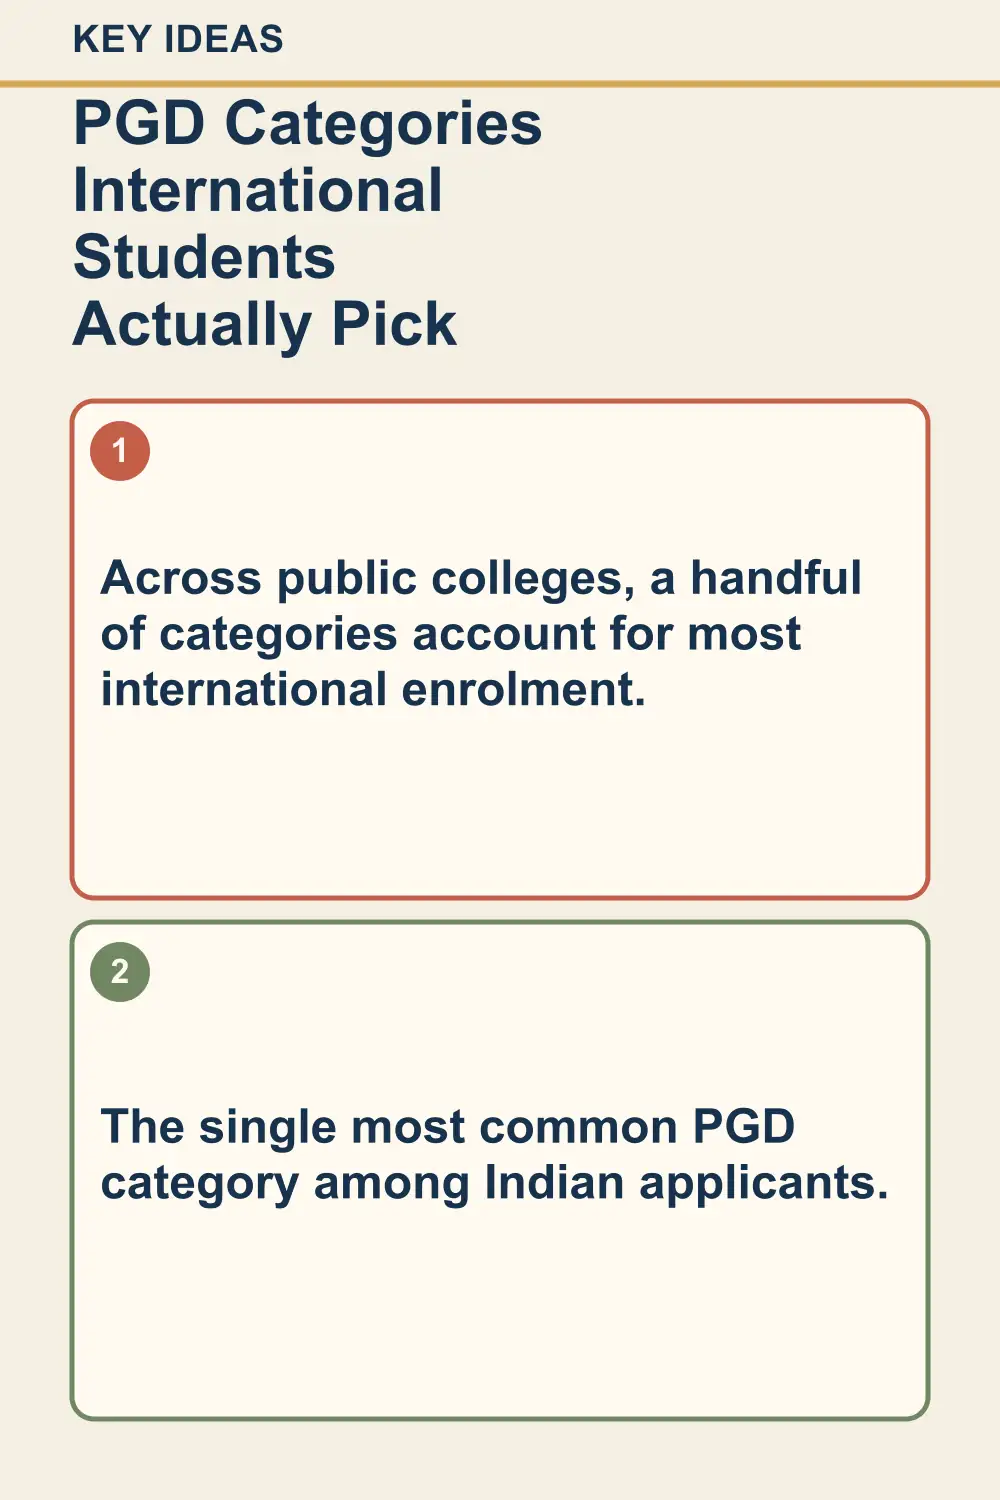 KEY IDEAS
PGD Categories
International
Students
Actually Pick
1
Across public colleges, a handful
of categories account for most
international enrolment.
2
The single most common PGD
category among Indian applicants.